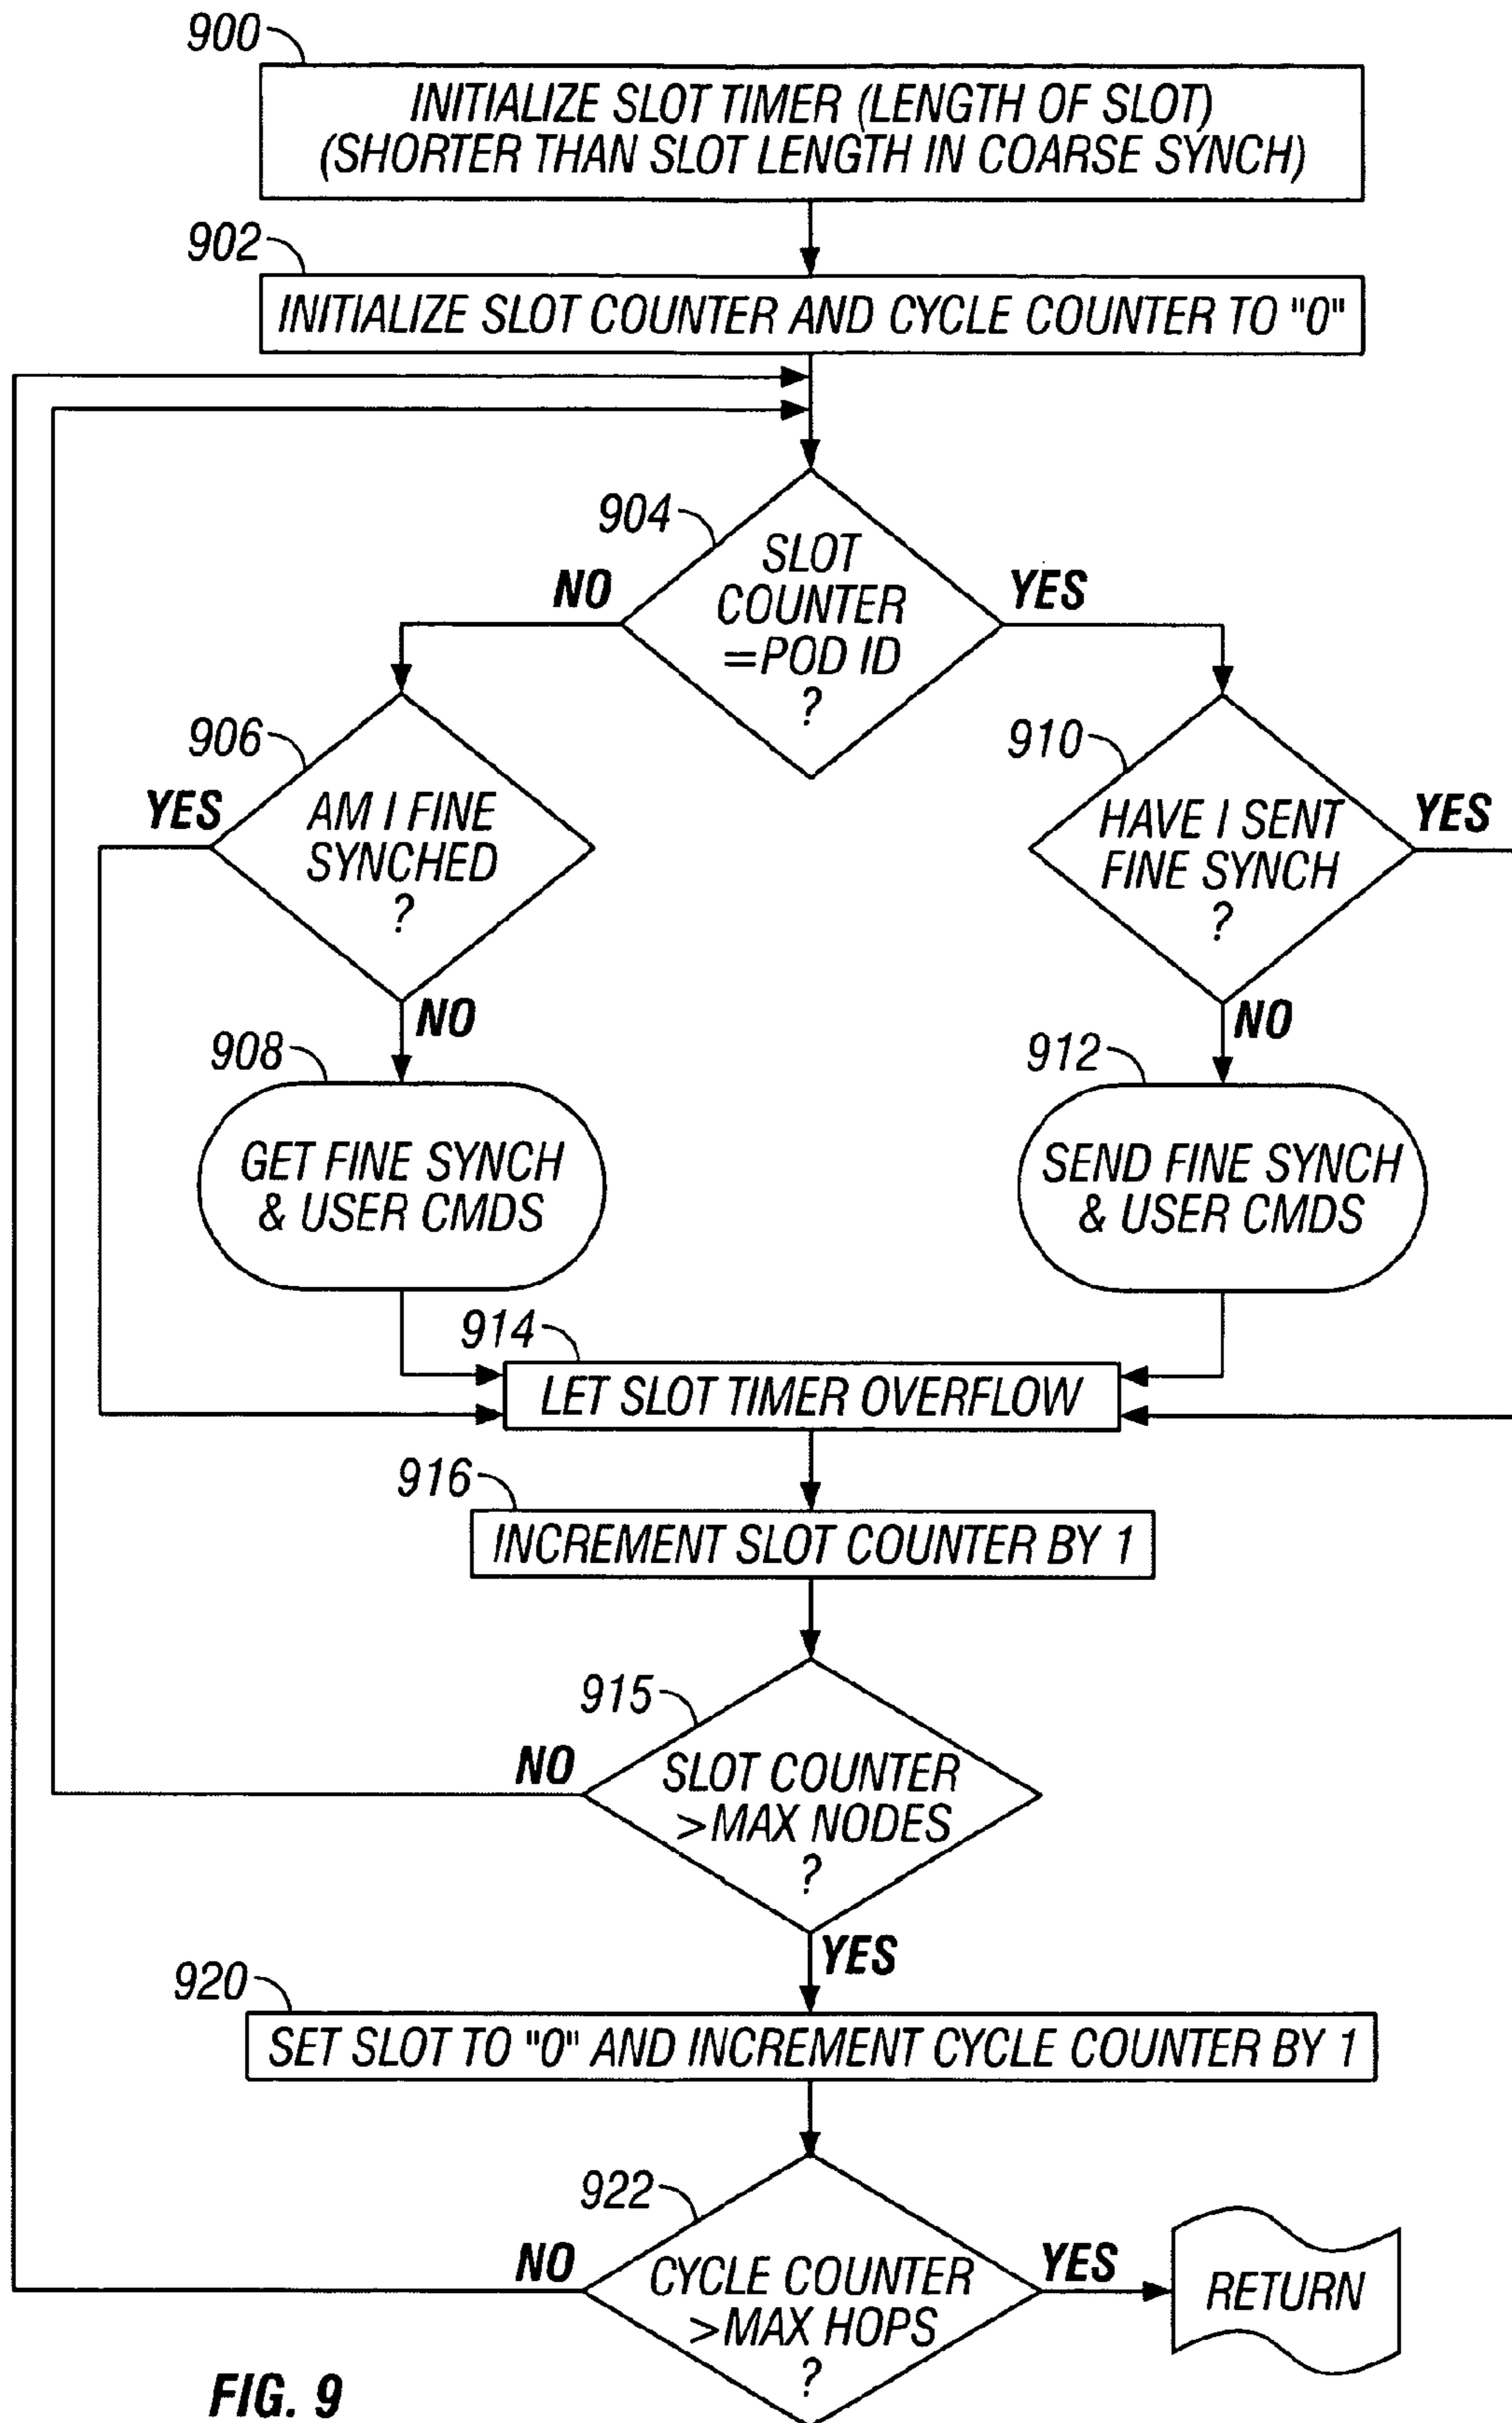 900
INITIALIZE SLOT TIMER (LENGTH OF SLOT)
(SHORTER THAN SLOT LENGTH IN COARSE SYNCH)
902
INITIALIZE SLOT COUNTER AND CYCLE COUNTER TO "0"
904
SLOT
COUNTER
=POD ID
?
NO
YES
906
AM I FINE
SYNCHED
?
YES
NO
910
HAVE I SENT
FINE SYNCH
?
YES
NO
908
GET FINE SYNCH
& USER CMDS
912
SEND FINE SYNCH
& USER CMDS
914
LET SLOT TIMER OVERFLOW
916
INCREMENT SLOT COUNTER BY 1
915
SLOT COUNTER
>MAX NODES
?
NO
YES
920
SET SLOT TO "0" AND INCREMENT CYCLE COUNTER BY 1
922
CYCLE COUNTER
>MAX HOPS
?
NO
YES
RETURN
FIG. 9